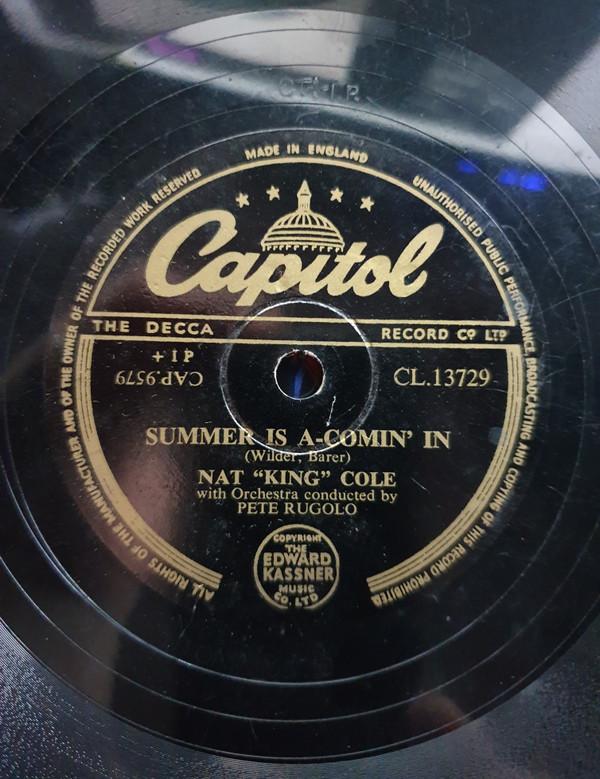 MADE IN ENGLAND
ALL RIGHTS OF THE MANUFACTURER AND OF THE OWNER OF THE RECORDED WORK RESERVED
UNAUTHORISED PUBLIC PERFORMANCE, BROADCASTING AND COPYING OF THIS RECORD PROHIBITED
Capitol
THE DECCA RECORD Cº LTD
CAP.9579
CL.13729
SUMMER IS A-COMIN' IN
(Wilder, Barer)
NAT "KING" COLE
with Orchestra conducted by
PETE RUGOLO
COPYRIGHT
THE
EDWARD
KASSNER
MUSIC
CO. LTD